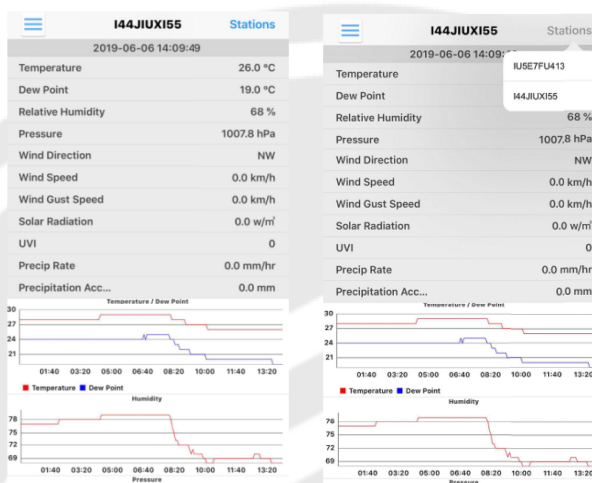 I44JIUXI55 Stations
2019-06-06 14:09:49
Temperature 26.0 °C
Dew Point 19.0 °C
Relative Humidity 68 %
Pressure 1007.8 hPa
Wind Direction NW
Wind Speed 0.0 km/h
Wind Gust Speed 0.0 km/h
Solar Radiation 0.0 w/㎡
UVI 0
Precip Rate 0.0 mm/hr
Precipitation Acc... 0.0 mm
Temperature / Dew Point
30
27
24
21
01:40 03:20 05:00 06:40 08:20 10:00 11:40 13:20
Temperature Dew Point
Humidity
78
75
72
69
01:40 03:20 05:00 06:40 08:20 10:00 11:40 13:20
Pressure
I44JIUXI55 Stations
2019-06-06 14:09:
IU5E7FU413
I44JIUXI55
Temperature
Dew Point
Relative Humidity 68 %
Pressure 1007.8 hPa
Wind Direction NW
Wind Speed 0.0 km/h
Wind Gust Speed 0.0 km/h
Solar Radiation 0.0 w/㎡
UVI 0
Precip Rate 0.0 mm/hr
Precipitation Acc... 0.0 mm
Temperature / Dew Point
30
27
24
21
01:40 03:20 05:00 06:40 08:20 10:00 11:40 13:20
Temperature Dew Point
Humidity
78
75
72
69
01:40 03:20 05:00 06:40 08:20 10:00 11:40 13:20
Pressure